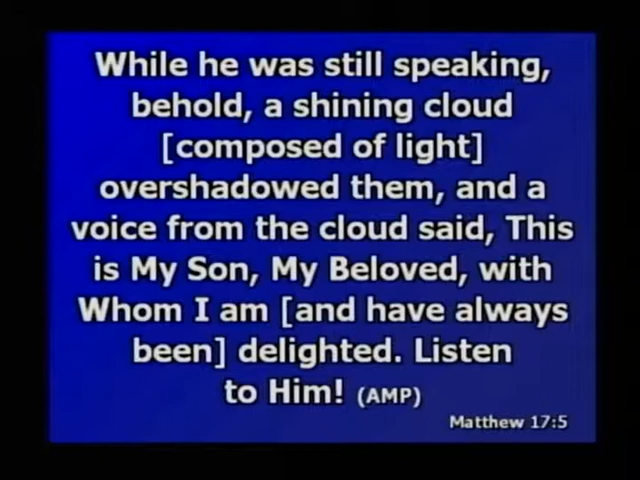 While he was still speaking,
behold, a shining cloud
[composed of light]
overshadowed them, and a
voice from the cloud said, This
is My Son, My Beloved, with
Whom I am [and have always
been] delighted. Listen
to Him! (AMP)
Matthew 17:5